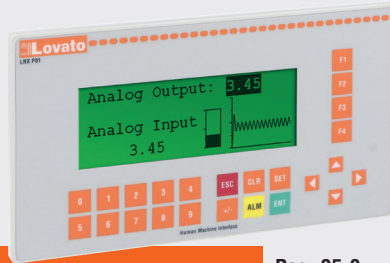 Lovato
LRX P01
Analog Output: 3.45
Analog Input
3.45
F1
F2
F3
F4
0 1 2 3 4 ESC CLR SET
5 6 7 8 9 +/- ALM ENT
Human Machine Interface